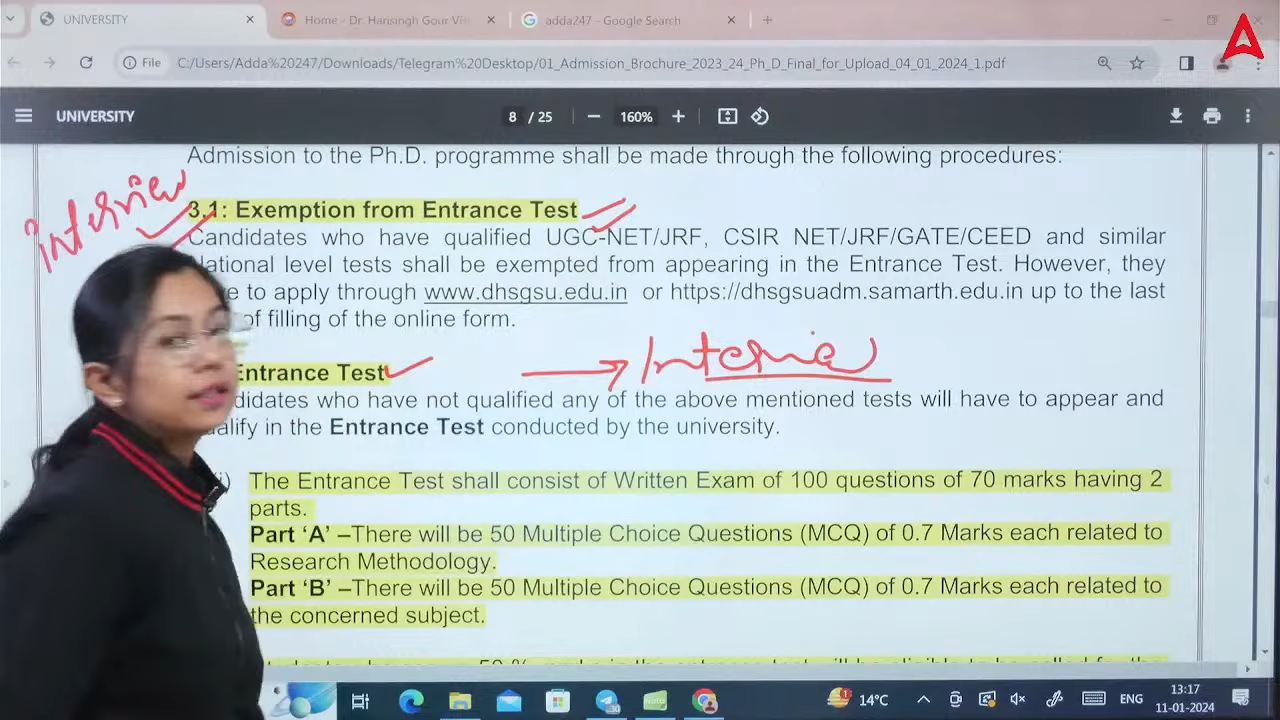 UNIVERSITY
Home - Dr. Harisingh Gour Vis
adda247 - Google Search
File
C:/Users/Adda%20247/Downloads/Telegram%20Desktop/01_Admission_Brochure_2023_24_Ph_D_Final_for_Upload_04_01_2024_1.pdf
UNIVERSITY
8 / 25
160%
Admission to the Ph.D. programme shall be made through the following procedures:
Interview
3.1: Exemption from Entrance Test
Candidates who have qualified UGC-NET/JRF, CSIR NET/JRF/GATE/CEED and similar
National level tests shall be exempted from appearing in the Entrance Test. However, they
e to apply through www.dhsgsu.edu.in or https://dhsgsuadm.samarth.edu.in up to the last
of filling of the online form.
Entrance Test
didates who have not qualified any of the above mentioned tests will have to appear and
alify in the Entrance Test conducted by the university.
i) The Entrance Test shall consist of Written Exam of 100 questions of 70 marks having 2
parts.
Part ‘A’ –There will be 50 Multiple Choice Questions (MCQ) of 0.7 Marks each related to
Research Methodology.
Part ‘B’ –There will be 50 Multiple Choice Questions (MCQ) of 0.7 Marks each related to
the concerned subject.
14°C
ENG
13:17
11-01-2024